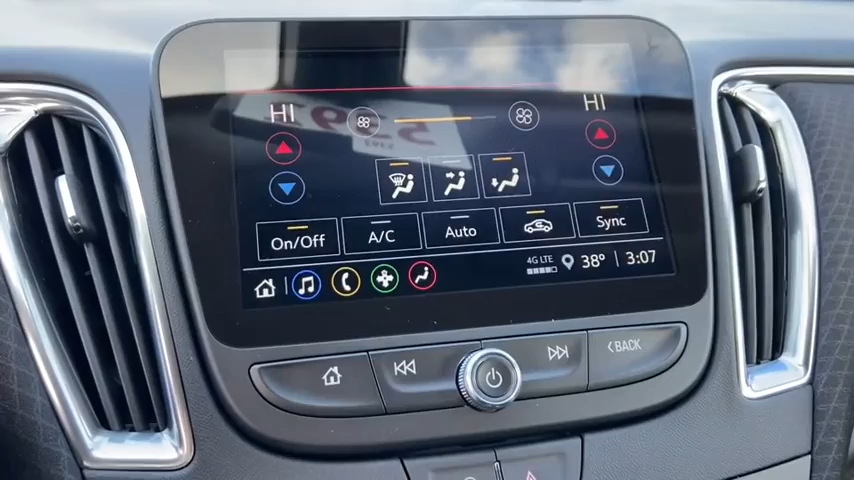 HI
HI
On/Off
A/C
Auto
Sync
4G LTE
38° 3:07
BACK